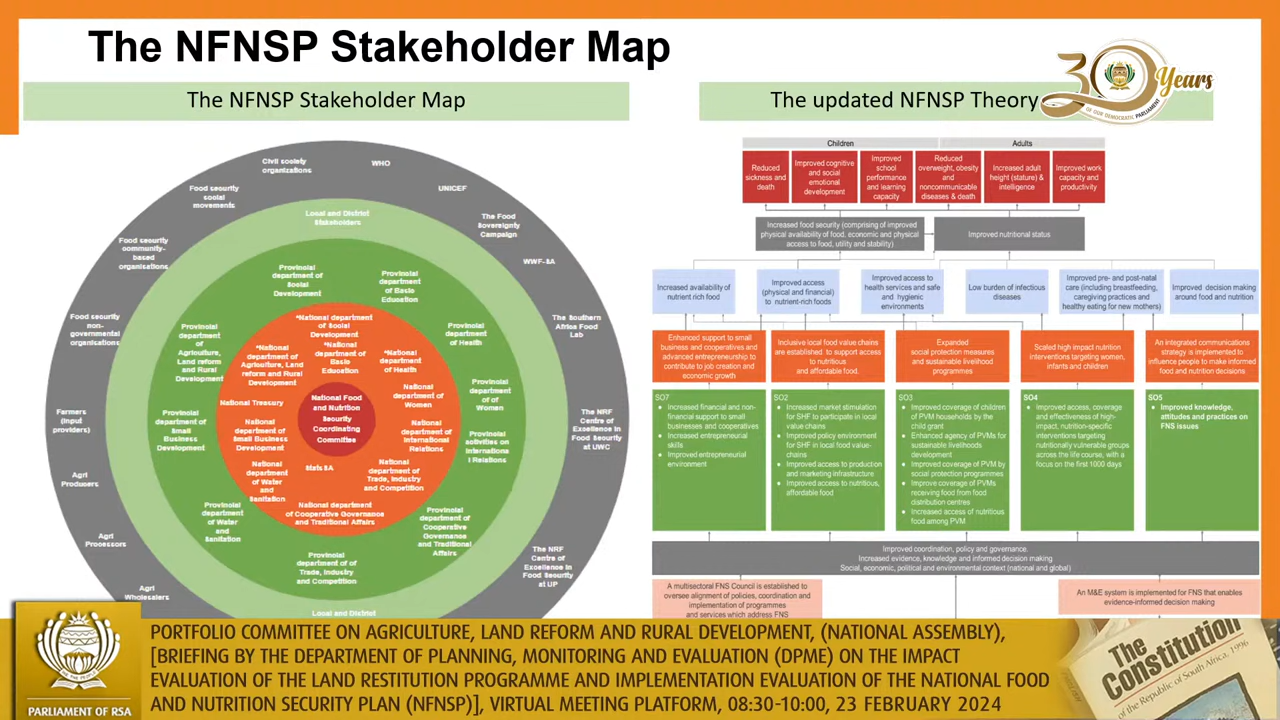 The NFNSP Stakeholder Map
The NFNSP Stakeholder Map
Civil society
organizations
WHO
Food security
social
movements
UNICEF
Local and District
Stakeholders
The Food
Sovereignty
Campaign
Food security
community-
based
organisations
WWF-SA
Provincial
department of
Social
Development
Provincial
department
of Basic
Education
Food security
non-
governmental
organisations
The Southern
Africa Food
Lab
Provincial
department
of
Agriculture,
Land reform
and Rural
Development
*National department
of Social
Development
Provincial
department
of Health
*National
department of
Agriculture, Land
reform and Rural
Development
*National
department of
Basic
Education
*National
department
of Health
National
department of
Women
National Treasury
National Food
and Nutrition
Security
Coordinating
Committee
Provincial
department
of of
Women
Farmers
(Input
providers)
Provincial
department of
Small
Business
Development
National
department of
Small Business
Development
National
department of
International
Relations
Provincial
activities on
Internationa
l Relations
The NRF
Centre of
Excellence in
Food Security
at UWC
Stats SA
National
department
of Water
and
Sanitation
National
department of
Trade, Industry
and Competition
Agri
Producers
Provincial
department
of Water
and
Sanitation
National department
of Cooperative Governance
and Traditional Affairs
Provincial
department of
Cooperative
Governance
and Traditional
Affairs
Agri
Processors
Provincial
department of of
Trade, Industry
and Competition
The NRF
Centre of
Excellence in
Food Security
at UP
Agri
Wholesalers
Local and District
The updated NFNSP Theory
30 Years
OF OUR DEMOCRATIC PARLIAMENT
Children
Adults
Reduced
sickness and
death
Improved cognitive
and social
emotional
development
Improved
school
performance
and learning
capacity
Reduced
overweight, obesity
and
noncommunicable
diseases & death
Increased adult
height (stature) &
intelligence
Improved work
capacity and
productivity
Increased food security (comprising of improved
physical availability of food, economic and physical
access to food, utility and stability)
Improved nutritional status
Increased availability of
nutrient rich food
Improved access
(physical and financial)
to nutrient-rich foods
Improved access to
health services and safe
and hygienic
environments
Low burden of infectious
diseases
Improved pre- and post-natal
care (including breastfeeding,
caregiving practices and
healthy eating for new mothers)
Improved decision making
around food and nutrition
Enhanced support to small
business and cooperatives and
advanced entrepreneurship to
contribute to job creation and
economic growth
Inclusive local food value chains
are established to support access
to nutritious
and affordable food.
Expanded
social protection measures
and sustainable livelihood
programmes
Scaled high impact nutrition
interventions targeting women,
infants and children
An integrated communications
strategy is implemented to
influence people to make informed
food and nutrition decisions
SO7
• Increased financial and non-
financial support to small
businesses and cooperatives
• Increased entrepreneurial
skills
• Improved entrepreneurial
environment
SO2
• Increased market stimulation
for SHF to participate in local
value chains
• Improved policy environment
for SHF in local food value-
chains
• Improved access to production
and marketing infrastructure
• Improved access to nutritious,
affordable food
SO3
• Improved coverage of children
of PVM households by the
child grant
• Enhanced agency of PVMs for
sustainable livelihoods
development
• Improved coverage of PVM by
social protection programmes
• Improve coverage of PVMs
receiving food from food
distribution centres
• Increased access of nutritious
food among PVM
SO4
• Improved access, coverage
and effectiveness of high-
impact, nutrition-specific
interventions targeting
nutritionally vulnerable groups
across the life course, with
a focus on the first 1000 days
SO5
• Improved knowledge,
attitudes and practices on
FNS issues
Improved coordination, policy and governance.
Increased evidence, knowledge and informed decision making
Social, economic, political and environmental context (national and global)
A multisectoral FNS Council is established to
oversee alignment of policies, coordination and
implementation of programmes
and services which address FNS
An M&E system is implemented for FNS that enables
evidence-informed decision making
PARLIAMENT OF RSA
PORTFOLIO COMMITTEE ON AGRICULTURE, LAND REFORM AND RURAL DEVELOPMENT, (NATIONAL ASSEMBLY),
[BRIEFING BY THE DEPARTMENT OF PLANNING, MONITORING AND EVALUATION (DPME) ON THE IMPACT
EVALUATION OF THE LAND RESTITUTION PROGRAMME AND IMPLEMENTATION EVALUATION OF THE NATIONAL FOOD
AND NUTRITION SECURITY PLAN (NFNSP)], VIRTUAL MEETING PLATFORM, 08:30-10:00, 23 FEBRUARY 2024
The
Constitution
of the Republic of South Africa, 1996